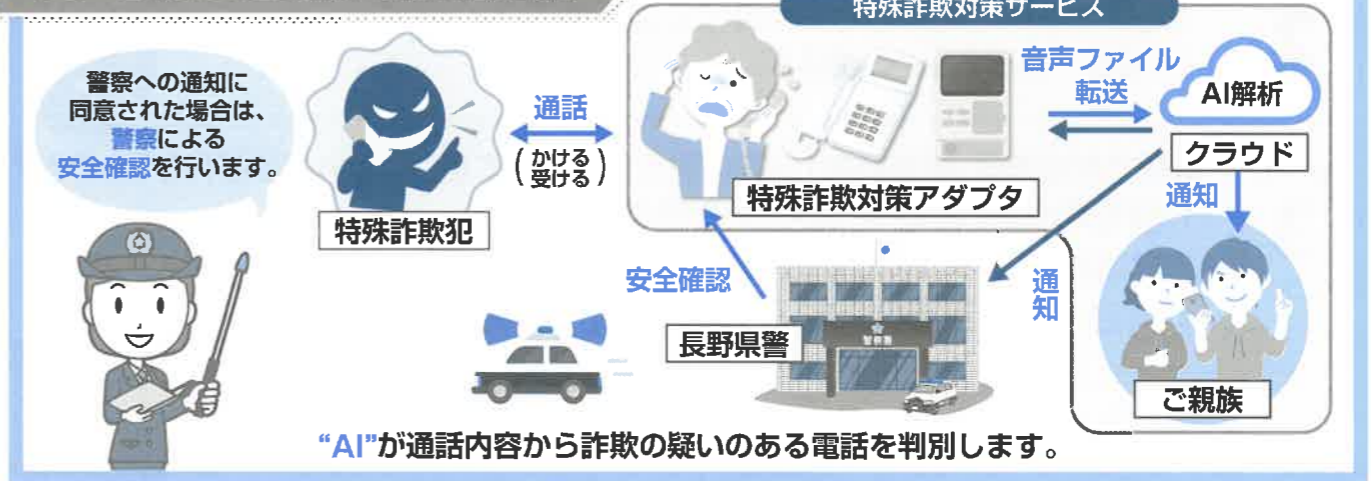 特殊詐欺対策サービス
警察への通知に
同意された場合は、
警察による
安全確認を行います。
通話
(かける
受ける)
特殊詐欺犯
音声ファイル
転送
AI解析
クラウド
特殊詐欺対策アダプタ
通知
安全確認
通知
長野県警
警察署
ご親族
“AI”が通話内容から詐欺の疑いのある電話を判別します。